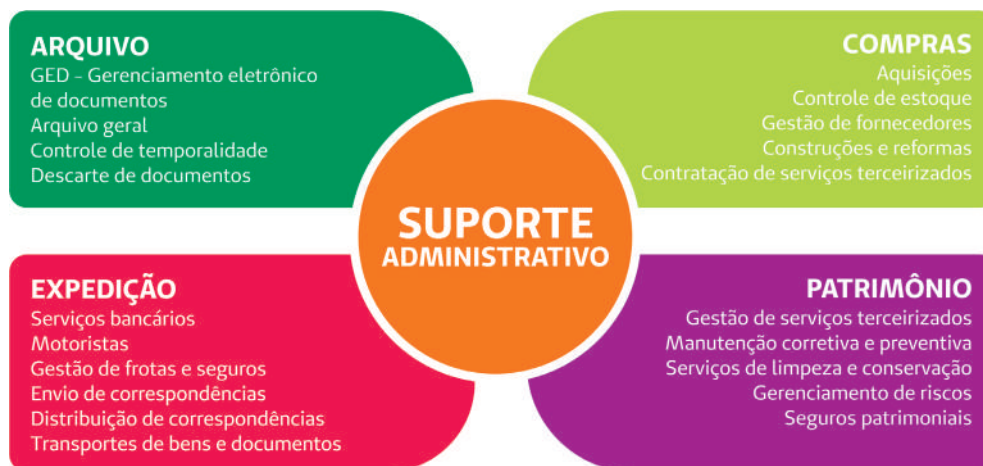 ARQUIVO
GED - Gerenciamento eletrônico
de documentos
Arquivo geral
Controle de temporalidade
Descarte de documentos
COMPRAS
Aquisições
Controle de estoque
Gestão de fornecedores
Construções e reformas
Contratação de serviços terceirizados
SUPORTE
ADMINISTRATIVO
EXPEDIÇÃO
Serviços bancários
Motoristas
Gestão de frotas e seguros
Envio de correspondências
Distribuição de correspondências
Transportes de bens e documentos
PATRIMÔNIO
Gestão de serviços terceirizados
Manutenção corretiva e preventiva
Serviços de limpeza e conservação
Gerenciamento de riscos
Seguros patrimoniais